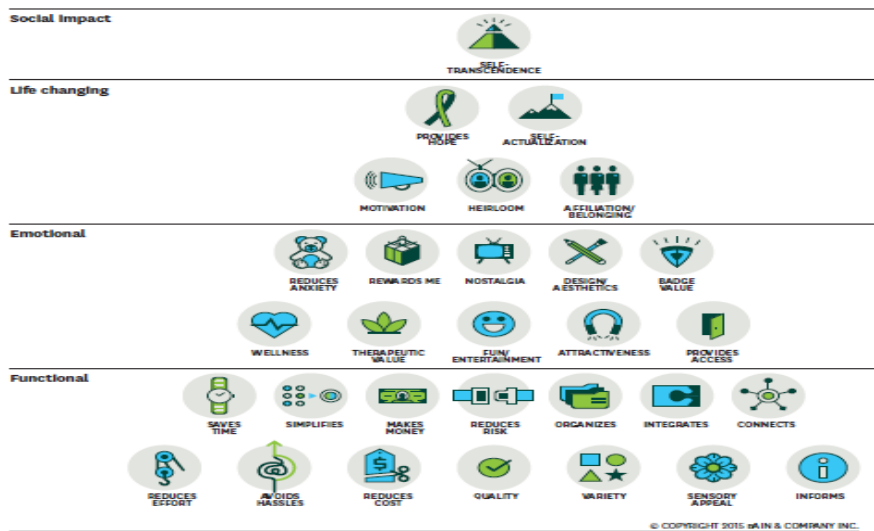 Social Impact
SELF-
TRANSCENDENCE
Life changing
PROVIDES
HOPE
SELF-
ACTUALIZATION
MOTIVATION
HEIRLOOM
AFFILIATION/
BELONGING
Emotional
REDUCES
ANXIETY
REWARDS ME
NOSTALGIA
DESIGN/
AESTHETICS
BADGE
VALUE
WELLNESS
THERAPEUTIC
VALUE
FUN/
ENTERTAINMENT
ATTRACTIVENESS
PROVIDES
ACCESS
Functional
SAVES
TIME
SIMPLIFIES
MAKES
MONEY
REDUCES
RISK
ORGANIZES
INTEGRATES
CONNECTS
REDUCES
EFFORT
AVOIDS
HASSLES
$
REDUCES
COST
QUALITY
VARIETY
SENSORY
APPEAL
i
INFORMS
© COPYRIGHT 2015 BAIN & COMPANY INC.